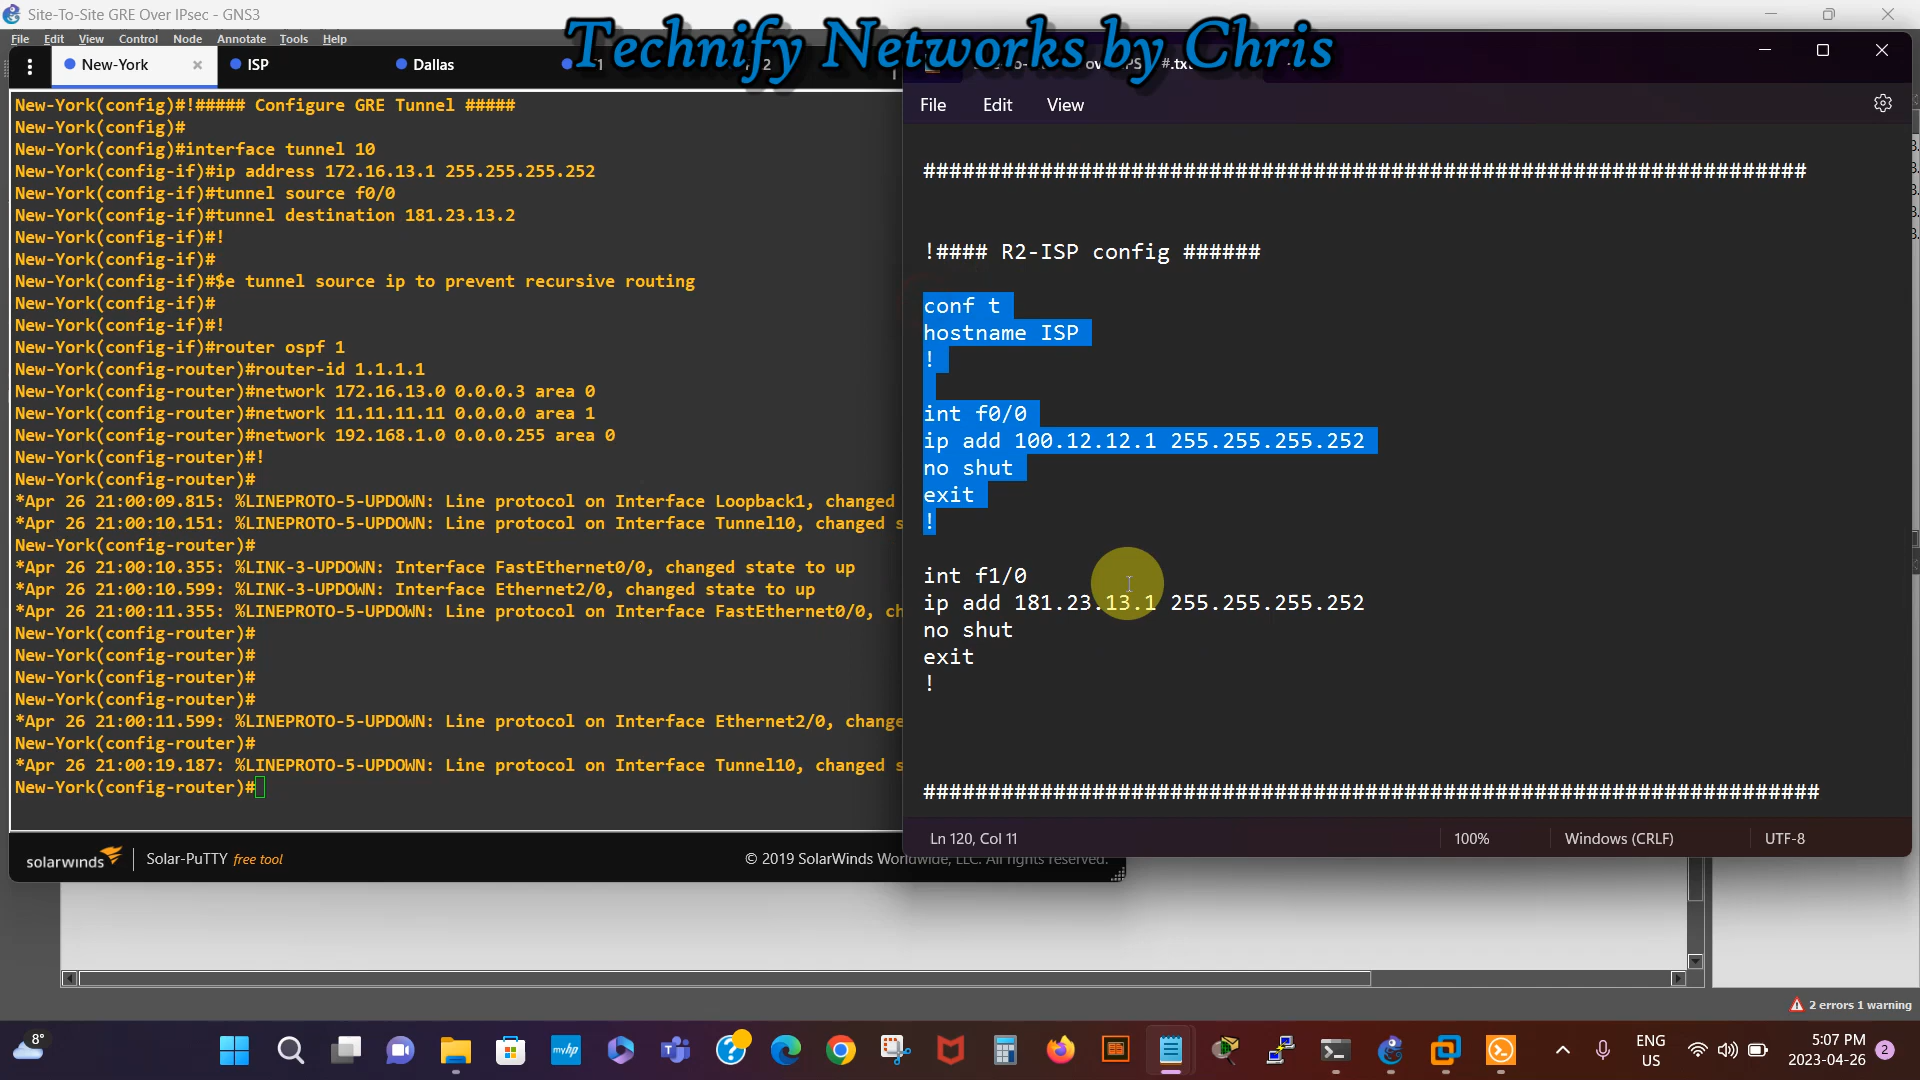 Site-To-Site GRE Over IPsec - GNS3
File Edit View Control Node Annotate Tools Help
Technify Networks by Chris
New-York ISP Dallas
New-York(config)#!##### Configure GRE Tunnel #####
New-York(config)#
New-York(config)#interface tunnel 10
New-York(config-if)#ip address 172.16.13.1 255.255.255.252
New-York(config-if)#tunnel source f0/0
New-York(config-if)#tunnel destination 181.23.13.2
New-York(config-if)#!
New-York(config-if)#
New-York(config-if)#$e tunnel source ip to prevent recursive routing
New-York(config-if)#
New-York(config-if)#!
New-York(config-if)#router ospf 1
New-York(config-router)#router-id 1.1.1.1
New-York(config-router)#network 172.16.13.0 0.0.0.3 area 0
New-York(config-router)#network 11.11.11.11 0.0.0.0 area 1
New-York(config-router)#network 192.168.1.0 0.0.0.255 area 0
New-York(config-router)#!
New-York(config-router)#
*Apr 26 21:00:09.815: %LINEPROTO-5-UPDOWN: Line protocol on Interface Loopback1, changed
*Apr 26 21:00:10.151: %LINEPROTO-5-UPDOWN: Line protocol on Interface Tunnel10, changed s
New-York(config-router)#
*Apr 26 21:00:10.355: %LINK-3-UPDOWN: Interface FastEthernet0/0, changed state to up
*Apr 26 21:00:10.599: %LINK-3-UPDOWN: Interface Ethernet2/0, changed state to up
*Apr 26 21:00:11.355: %LINEPROTO-5-UPDOWN: Line protocol on Interface FastEthernet0/0, ch
New-York(config-router)#
New-York(config-router)#
New-York(config-router)#
New-York(config-router)#
*Apr 26 21:00:11.599: %LINEPROTO-5-UPDOWN: Line protocol on Interface Ethernet2/0, change
New-York(config-router)#
*Apr 26 21:00:19.187: %LINEPROTO-5-UPDOWN: Line protocol on Interface Tunnel10, changed s
New-York(config-router)#
solarwinds Solar-PuTTY free tool © 2019 SolarWinds Worldwide, LLC. All rights reserved.
File Edit View
####################################################################
!#### R2-ISP config ######
conf t
hostname ISP
!
int f0/0
ip add 100.12.12.1 255.255.255.252
no shut
exit
!
int f1/0
ip add 181.23.13.1 255.255.255.252
no shut
exit
!
#####################################################################
Ln 120, Col 11 100% Windows (CRLF) UTF-8
2 errors 1 warning
8°
myhp
ENG
US
5:07 PM
2023-04-26
2